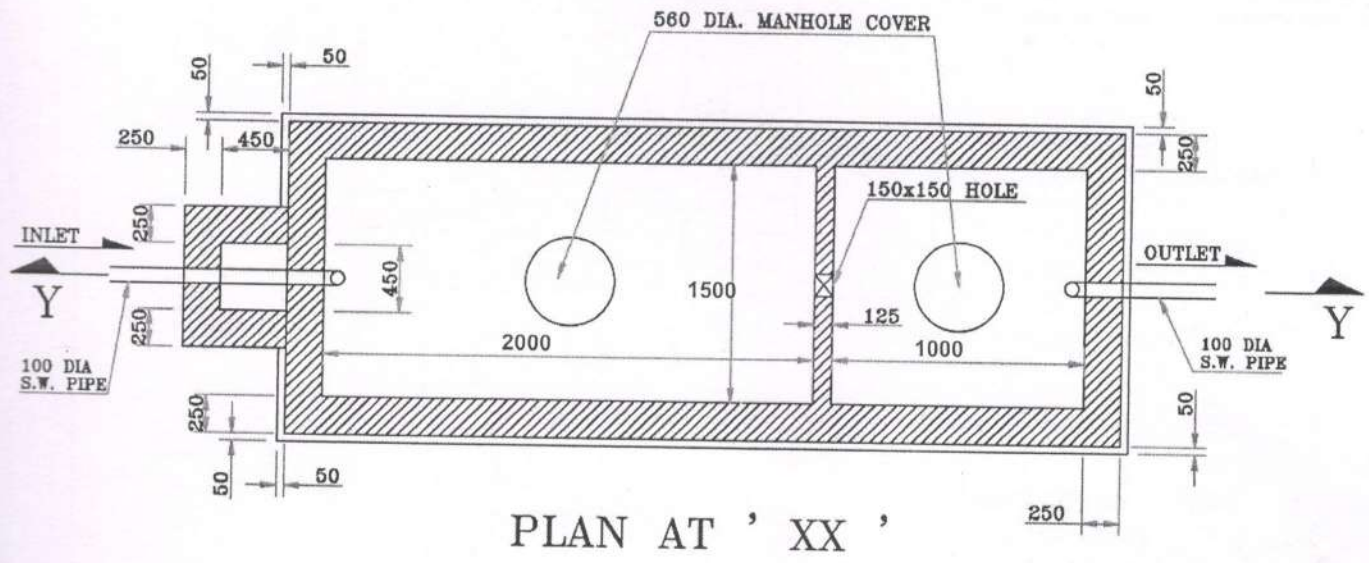 560 DIA. MANHOLE COVER
50
50
50
250
450
250
150x150 HOLE
250
INLET
OUTLET
450
1500
Y
Y
125
250
2000
1000
100 DIA
S.W. PIPE
100 DIA
S.W. PIPE
250
50
50
50
250
PLAN AT ' XX '